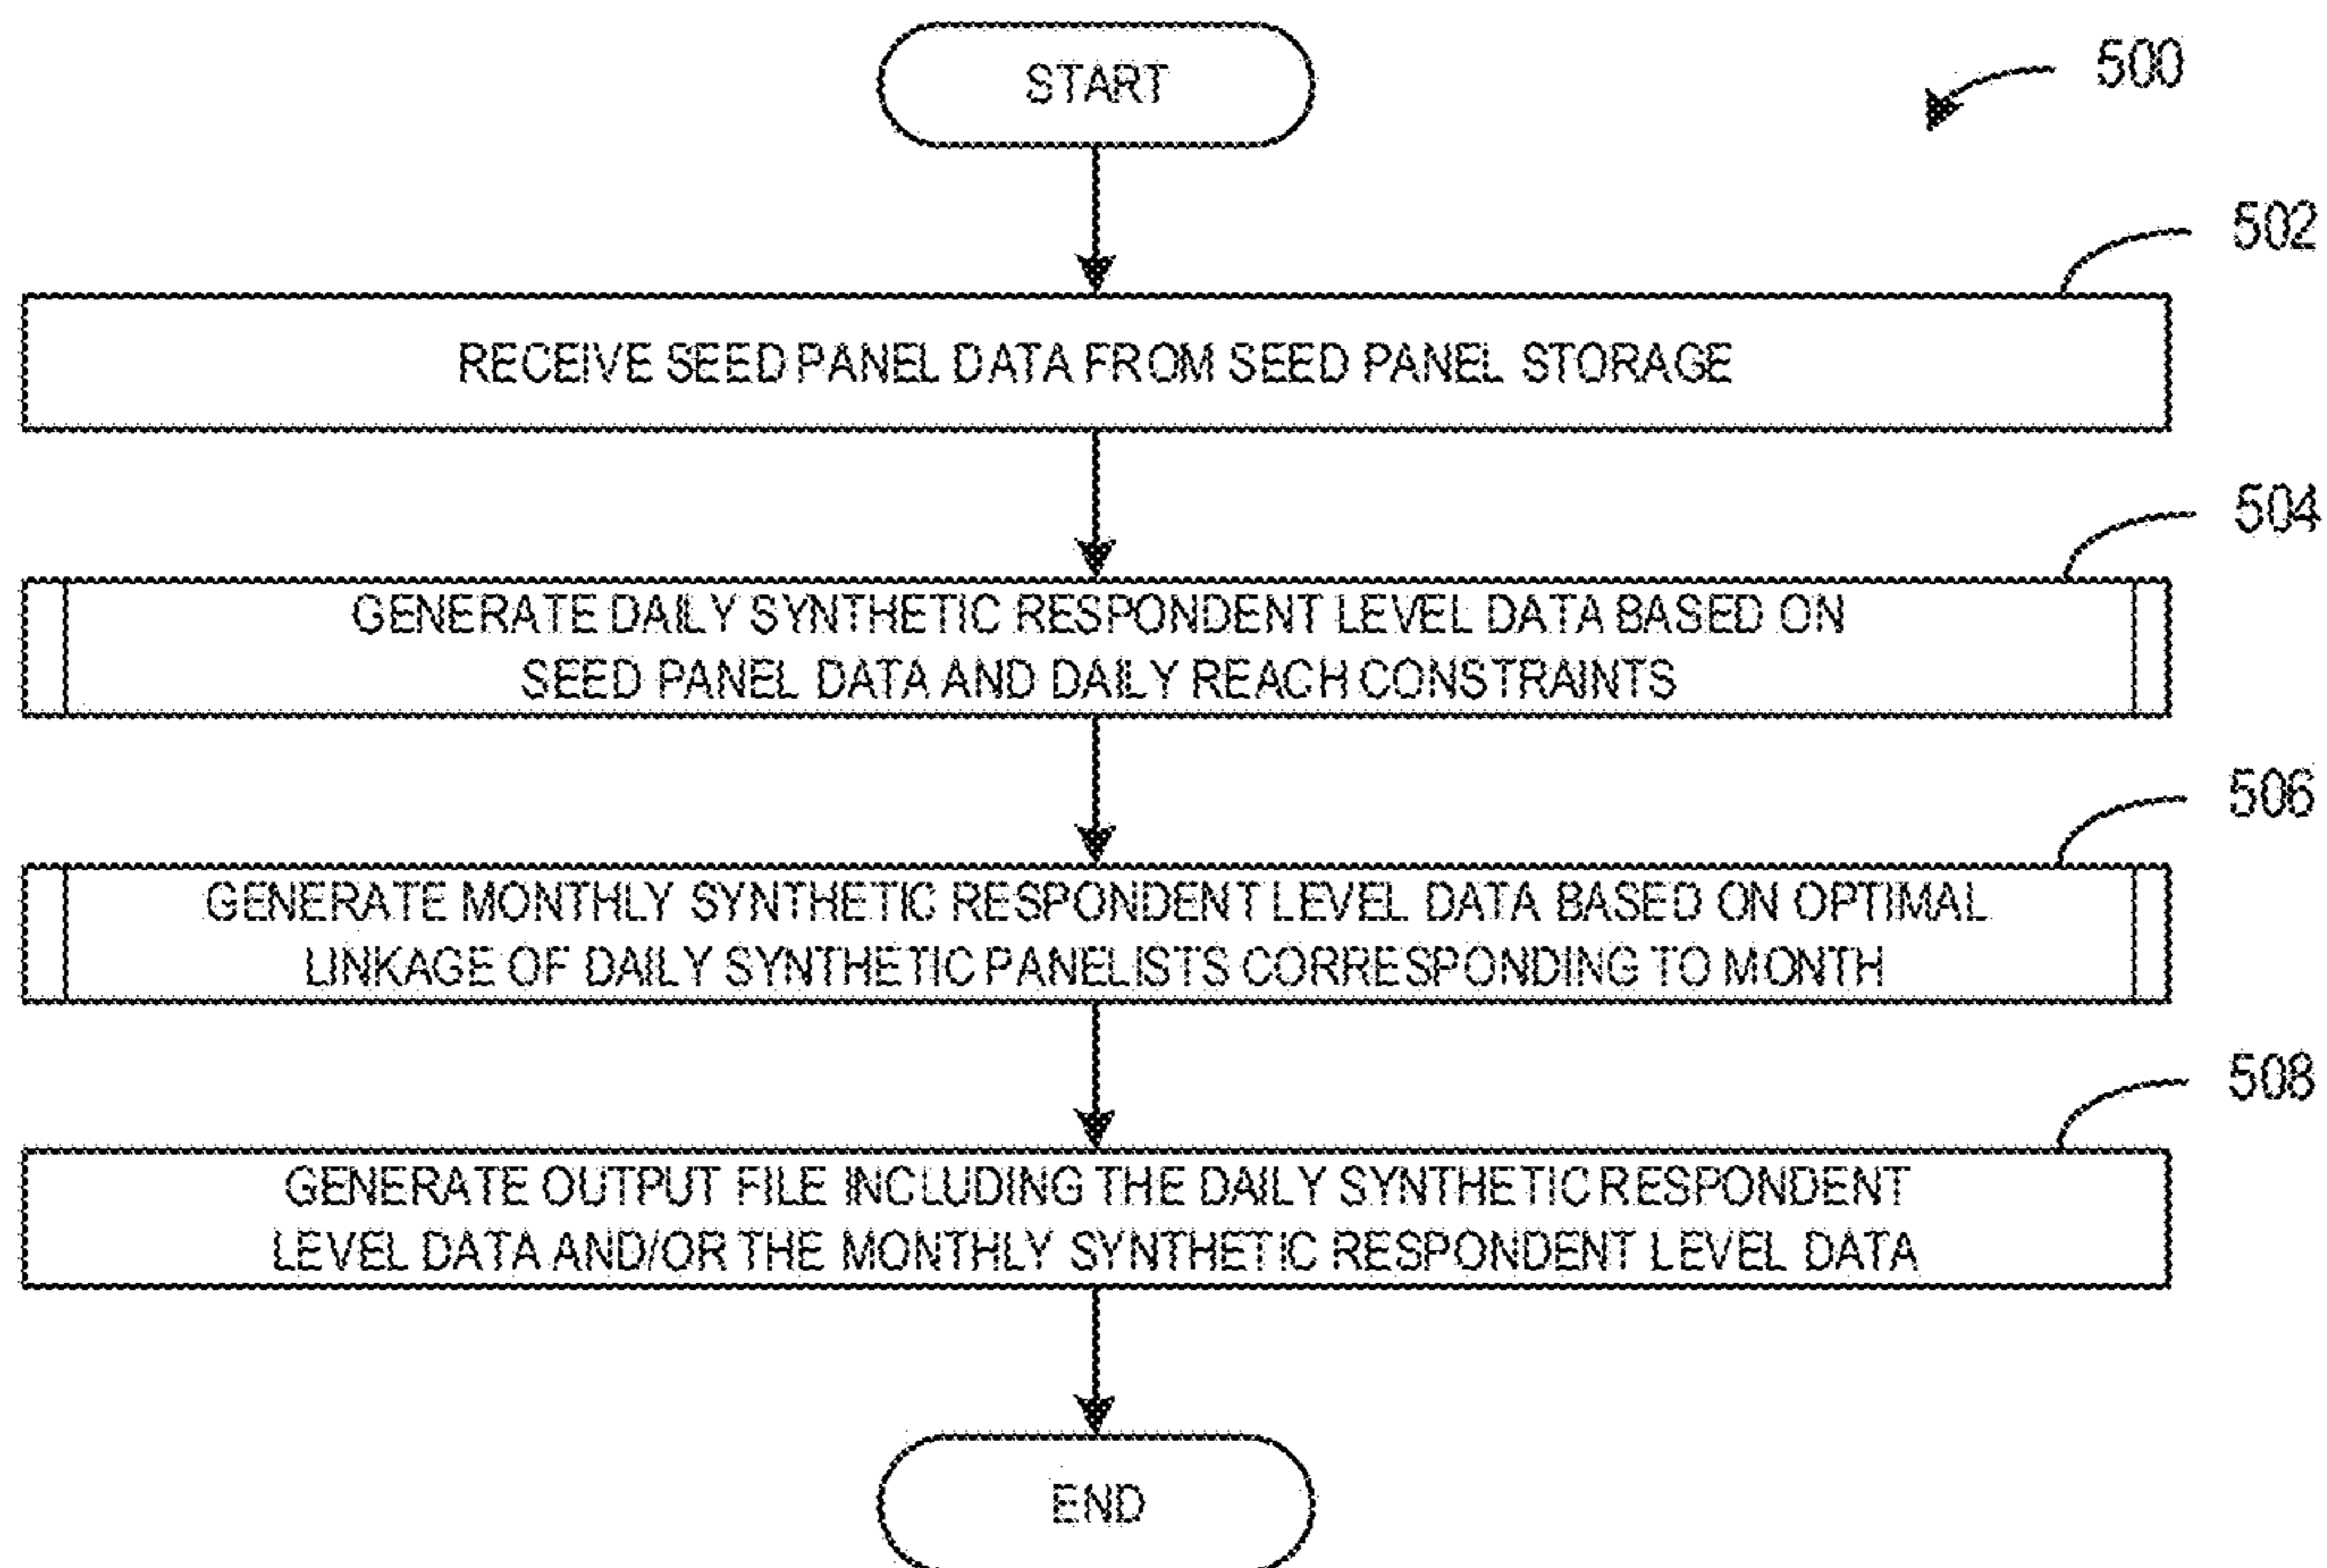 START
500
502
RECEIVE SEED PANEL DATA FROM SEED PANEL STORAGE
504
GENERATE DAILY SYNTHETIC RESPONDENT LEVEL DATA BASED ON
SEED PANEL DATA AND DAILY REACH CONSTRAINTS
506
GENERATE MONTHLY SYNTHETIC RESPONDENT LEVEL DATA BASED ON OPTIMAL
LINKAGE OF DAILY SYNTHETIC PANELISTS CORRESPONDING TO MONTH
508
GENERATE OUTPUT FILE INCLUDING THE DAILY SYNTHETIC RESPONDENT
LEVEL DATA AND/OR THE MONTHLY SYNTHETIC RESPONDENT LEVEL DATA
END